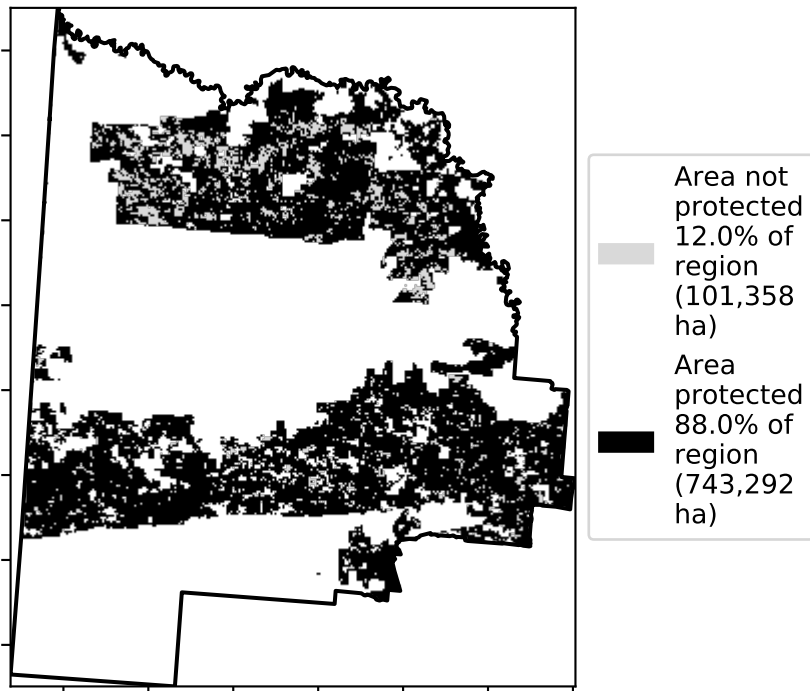 Area not
protected
12.0% of
region
(101,358
ha)
Area
protected
88.0% of
region
(743,292
ha)